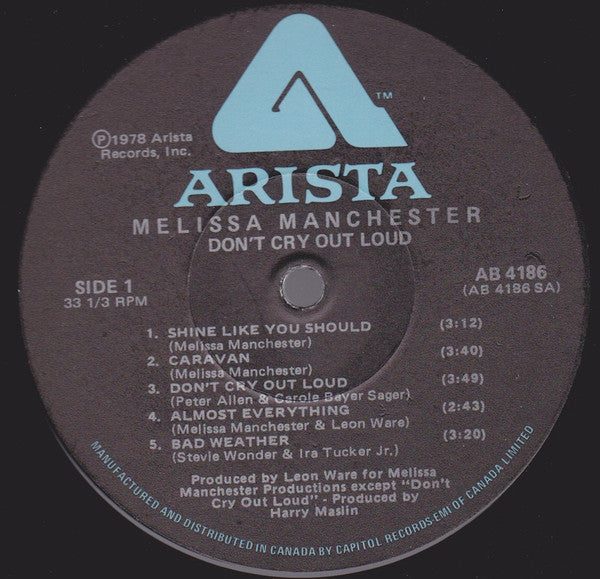 TM
℗1978 Arista
Records, Inc.
ARISTA
MELISSA MANCHESTER
DON'T CRY OUT LOUD
SIDE 1
33 1/3 RPM
AB 4186
(AB 4186 SA)
1. SHINE LIKE YOU SHOULD (3:12)
(Melissa Manchester)
2. CARAVAN (3:40)
(Melissa Manchester)
3. DON'T CRY OUT LOUD (3:49)
(Peter Allen & Carole Bayer Sager)
4. ALMOST EVERYTHING (2:43)
(Melissa Manchester & Leon Ware)
5. BAD WEATHER (3:20)
(Stevie Wonder & Ira Tucker Jr.)
Produced by Leon Ware for Melissa
Manchester Productions except "Don't
Cry Out Loud" - Produced by
Harry Maslin
MANUFACTURED AND DISTRIBUTED IN CANADA BY CAPITOL RECORDS-EMI OF CANADA LIMITED